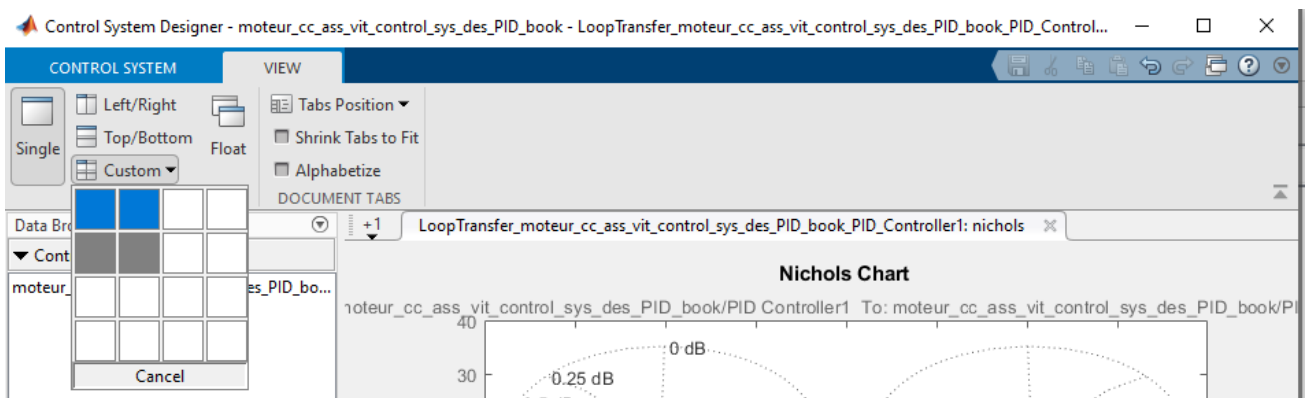 Control System Designer - moteur_cc_ass_vit_control_sys_des_PID_book - LoopTransfer_moteur_cc_ass_vit_control_sys_des_PID_book_PID_Control...
CONTROL SYSTEM VIEW
Single
Left/Right
Top/Bottom
Custom
Float
Tabs Position
Shrink Tabs to Fit
Alphabetize
DOCUMENT TABS
Cancel
Data Bro
Cont
moteur_ es_PID_bo...
+1
LoopTransfer_moteur_cc_ass_vit_control_sys_des_PID_book_PID_Controller1: nichols
Nichols Chart
moteur_cc_ass_vit_control_sys_des_PID_book/PID Controller1 To: moteur_cc_ass_vit_control_sys_des_PID_book/PI
40
0 dB
30
0.25 dB